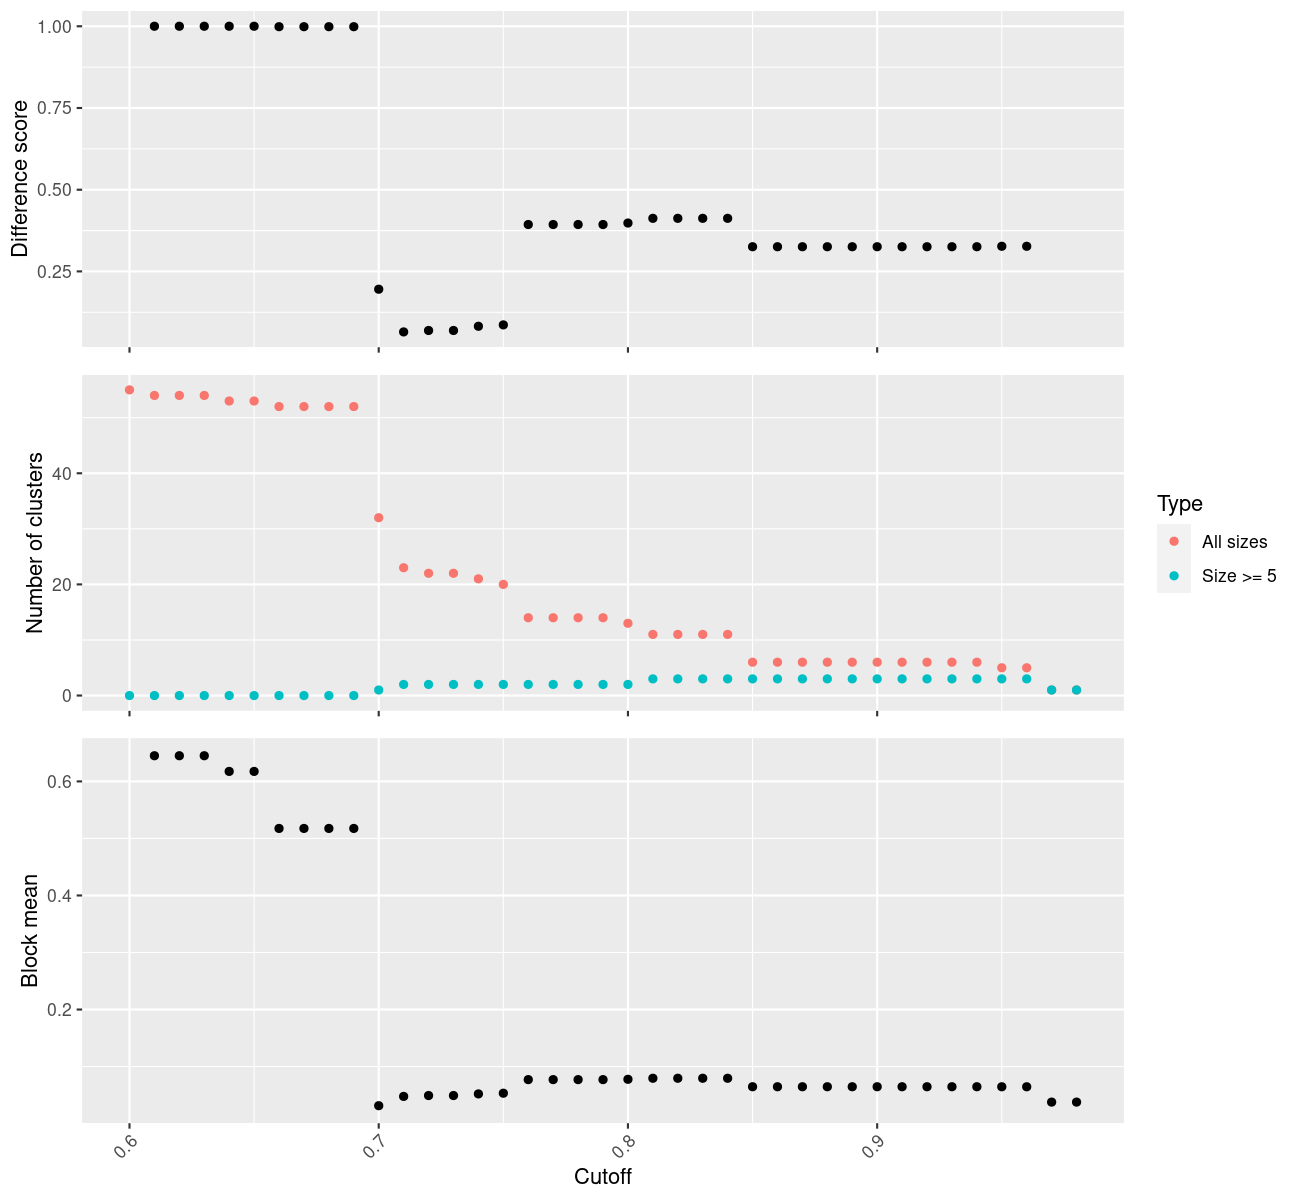 Difference score
1.00
0.75
0.50
0.25
Number of clusters
40
20
0
Type
All sizes
Size >= 5
Block mean
0.6
0.4
0.2
0.6 0.7 0.8 0.9
Cutoff